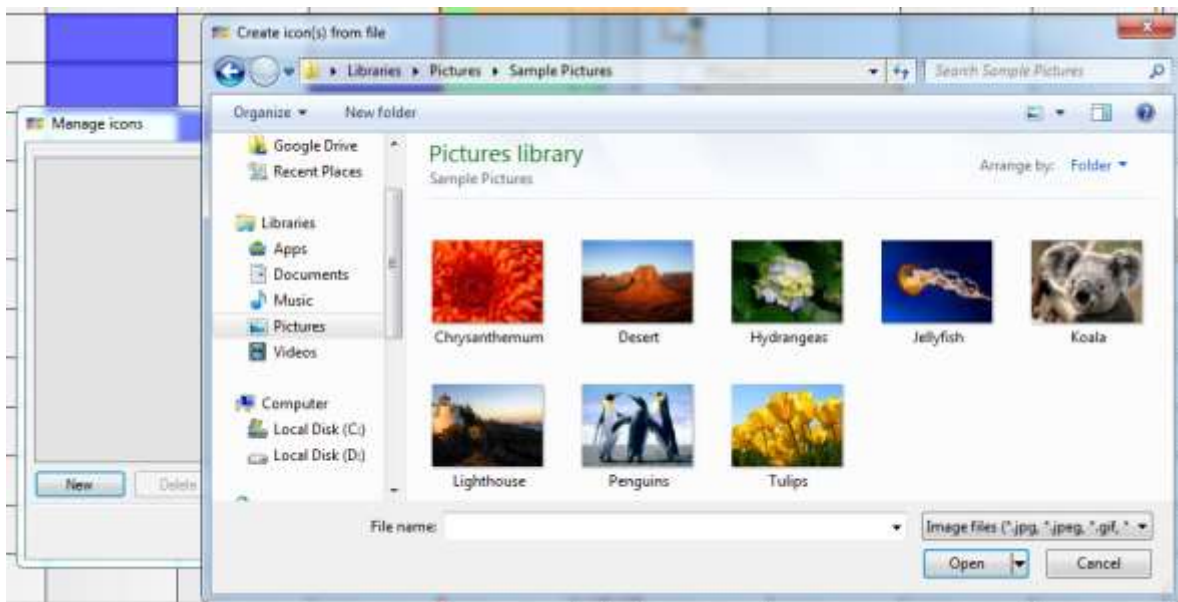 Create icon(s) from file
Libraries ▸ Pictures ▸ Sample Pictures
Search Sample Pictures
Organize
New folder
Manage icons
Google Drive
Recent Places
Libraries
Apps
Documents
Music
Pictures
Videos
Computer
Local Disk (C:)
Local Disk (D:)
Pictures library
Sample Pictures
Arrange by: Folder
Chrysanthemum
Desert
Hydrangeas
Jellyfish
Koala
Lighthouse
Penguins
Tulips
New
Delete
File name:
Image files (*.jpg, *.jpeg, *.gif, *
Open
Cancel